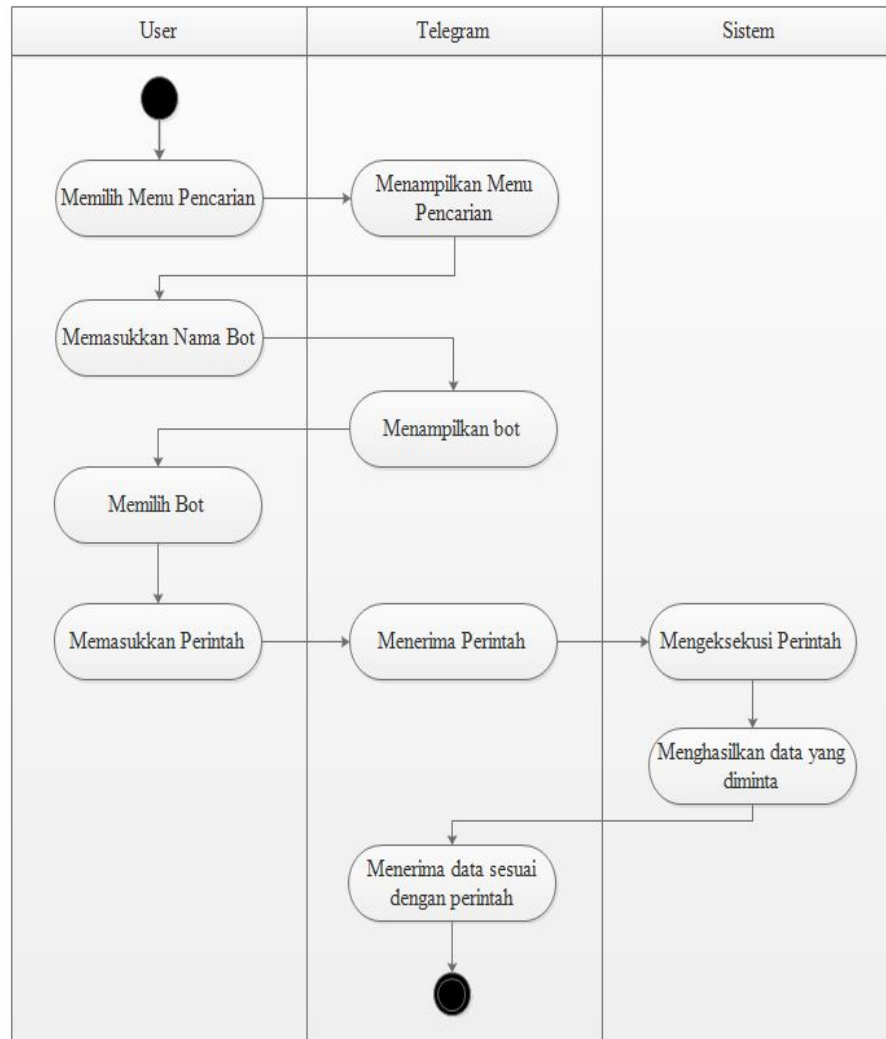 User
Telegram
Sistem
Memilih Menu Pencarian
Menampilkan Menu
Pencarian
Memasukkan Nama Bot
Menampilkan bot
Memilih Bot
Memasukkan Perintah
Menerima Perintah
Mengeksekusi Perintah
Menghasilkan data yang
diminta
Menerima data sesuai
dengan perintah